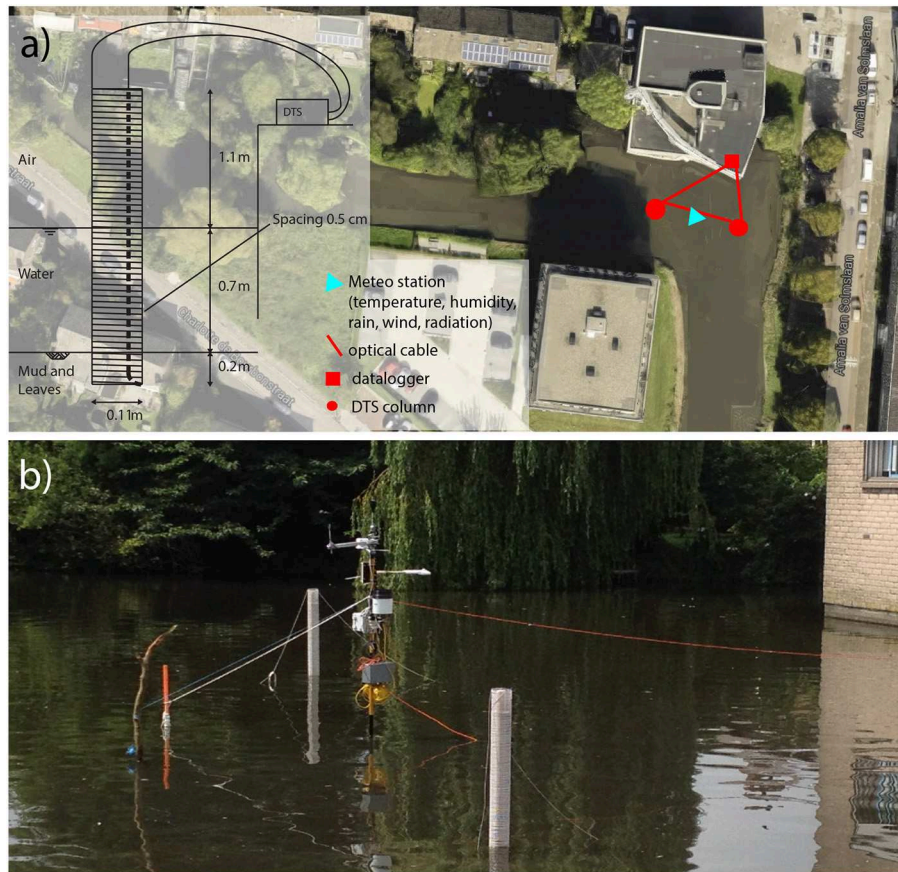 a)
DTS
Air
1.1m
Spacing 0.5 cm
Water
0.7m
Mud and
Leaves
0.2m
0.11m
Meteo station
(temperature, humidity,
rain, wind, radiation)
optical cable
datalogger
DTS column
Amalia van Solmslaan
Amalia van Solmslaan
b)